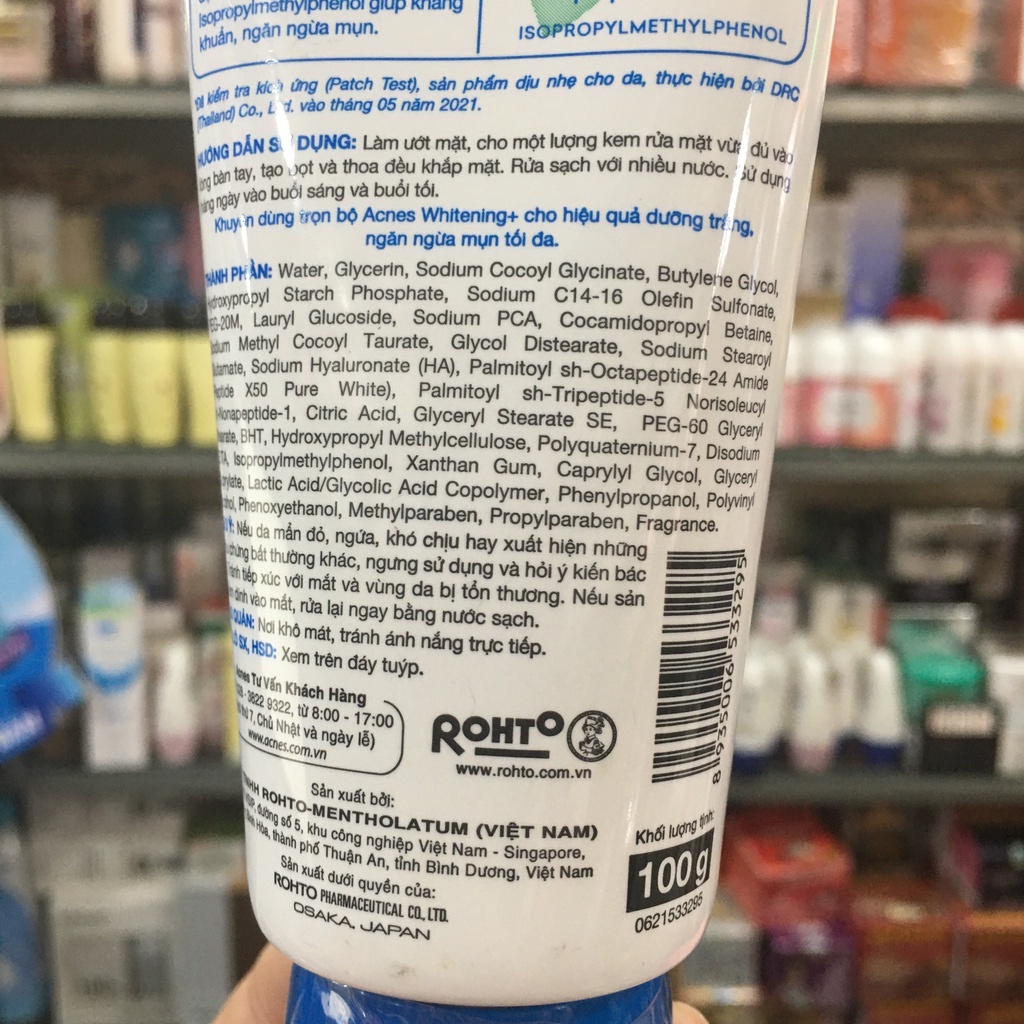 Isopropylmethylphenol giúp kháng
khuẩn, ngăn ngừa mụn.
ISOPROPYLMETHYLPHENOL
kiểm tra kích ứng (Patch Test), sản phẩm dịu nhẹ cho da, thực hiện bởi DRC
(Thailand) Co., Ltd. vào tháng 05 năm 2021.
HƯỚNG DẪN SỬ DỤNG: Làm ướt mặt, cho một lượng kem rửa mặt vừa đủ vào
bàn tay, tạo bọt và thoa đều khắp mặt. Rửa sạch với nhiều nước. Sử dụng
ngày vào buổi sáng và buổi tối.
Khuyên dùng trọn bộ Acnes Whitening+ cho hiệu quả dưỡng trắng,
ngăn ngừa mụn tối đa.
THÀNH PHẦN: Water, Glycerin, Sodium Cocoyl Glycinate, Butylene Glycol,
Hydroxypropyl Starch Phosphate, Sodium C14-16 Olefin Sulfonate,
PEG-20M, Lauryl Glucoside, Sodium PCA, Cocamidopropyl Betaine,
Methyl Cocoyl Taurate, Glycol Distearate, Sodium Stearoyl
Sodium Hyaluronate (HA), Palmitoyl sh-Octapeptide-24 Amide
X50 Pure White), Palmitoyl sh-Tripeptide-5 Norisoleucyl
Citric Acid, Glyceryl Stearate SE, PEG-60 Glyceryl
BHT, Hydroxypropyl Methylcellulose, Polyquaternium-7, Disodium
Isopropylmethylphenol, Xanthan Gum, Caprylyl Glycol, Glyceryl
Lactic Acid/Glycolic Acid Copolymer, Phenylpropanol, Polyvinyl
Phenoxyethanol, Methylparaben, Propylparaben, Fragrance.
Nếu da mẩn đỏ, ngứa, khó chịu hay xuất hiện những
chứng bất thường khác, ngưng sử dụng và hỏi ý kiến bác
tiếp xúc với mắt và vùng da bị tổn thương. Nếu sản
dính vào mắt, rửa lại ngay bằng nước sạch.
QUẢN: Nơi khô mát, tránh ánh nắng trực tiếp.
SX, HSD: Xem trên đáy tuýp.
Acnes Tư Vấn Khách Hàng
3822 9322, từ 8:00 - 17:00
7, Chủ Nhật và ngày lễ)
www.acnes.com.vn
ROHTO
www.rohto.com.vn
8 935006 533295
Sản xuất bởi:
ROHTO-MENTHOLATUM (VIỆT NAM)
đường số 5, khu công nghiệp Việt Nam - Singapore,
Hòa, thành phố Thuận An, tỉnh Bình Dương, Việt Nam
Sản xuất dưới quyền của:
ROHTO PHARMACEUTICAL CO., LTD.
OSAKA, JAPAN
Khối lượng tịnh:
100 g
0621533295